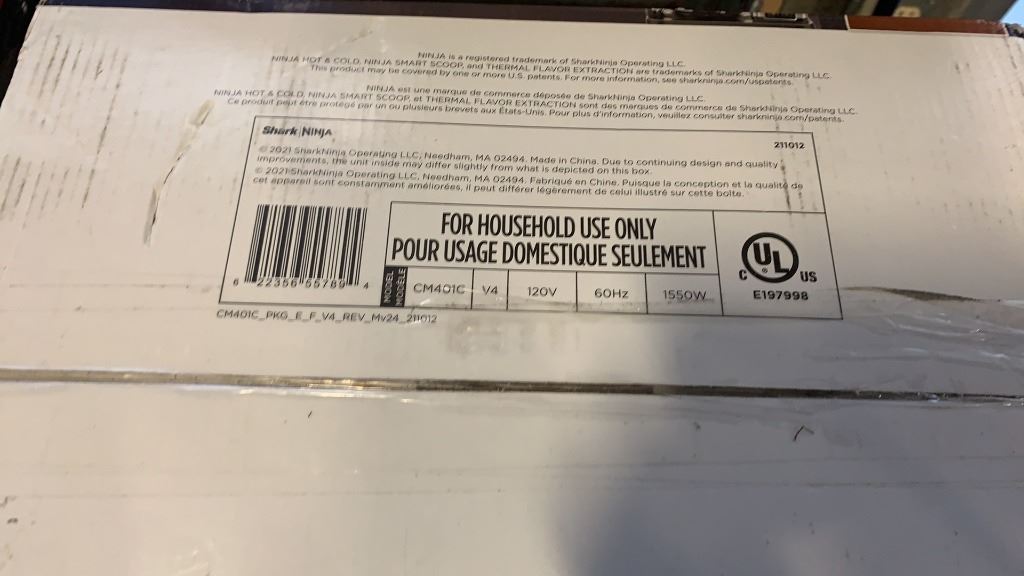 NINJA is a registered trademark of SharkNinja Operating LLC.
NINJA HOT & COLD, NINJA SMART SCOOP, and THERMAL FLAVOR EXTRACTION are trademarks of SharkNinja Operating LLC.
This product may be covered by one or more U.S. patents. For more information, see sharkninja.com/uspatents.
NINJA est une marque de commerce déposée de SharkNinja Operating LLC.
NINJA HOT & COLD, NINJA SMART SCOOP, et THERMAL FLAVOR EXTRACTION sont des marques de commerce de SharkNinja Operating LLC.
Ce produit peut être protégé par un ou plusieurs brevets aux États-Unis. Pour plus d'information, veuillez consulter sharkninja.com/patents.
Shark NINJA
211012
© 2021 SharkNinja Operating LLC, Needham, MA 02494. Made in China. Due to continuing design and quality
improvements, the unit inside may differ slightly from what is depicted on this box.
© 2021 SharkNinja Operating LLC, Needham, MA 02494. Fabriqué en Chine. Puisque la conception et la qualité de
cet appareil sont constamment améliorées, il peut différer légèrement de celui illustré sur cette boîte.
FOR HOUSEHOLD USE ONLY
POUR USAGE DOMESTIQUE SEULEMENT
MODEL
MODÈLE
CM401C V4 120V 60Hz 1550W
C UL US
®
E197998
6 22356 55789 4
CM401C_PKG_E_F_V4_REV_Mv24_211012